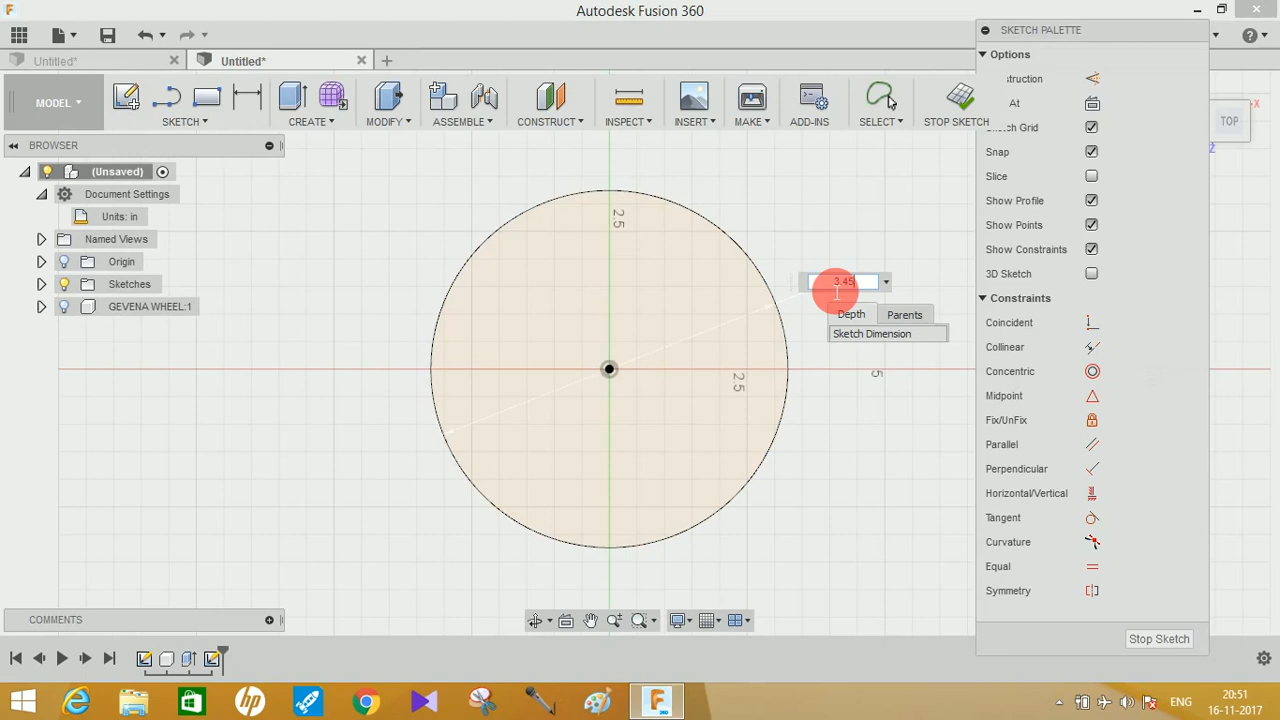 Autodesk Fusion 360
Untitled*
Untitled*
MODEL
SKETCH
CREATE
MODIFY
ASSEMBLE
CONSTRUCT
INSPECT
INSERT
MAKE
ADD-INS
SELECT
STOP SKETCH
BROWSER
(Unsaved)
Document Settings
Units: in
Named Views
Origin
Sketches
GEVENA WHEEL:1
2.5
3.45
Depth
Parents
Sketch Dimension
2.5
5
SKETCH PALETTE
Options
struction
At
Sketch Grid
Snap
Slice
Show Profile
Show Points
Show Constraints
3D Sketch
Constraints
Coincident
Collinear
Concentric
Midpoint
Fix/UnFix
Parallel
Perpendicular
Horizontal/Vertical
Tangent
Curvature
Equal
Symmetry
Stop Sketch
TOP
X
Z
COMMENTS
ENG
20:51
16-11-2017